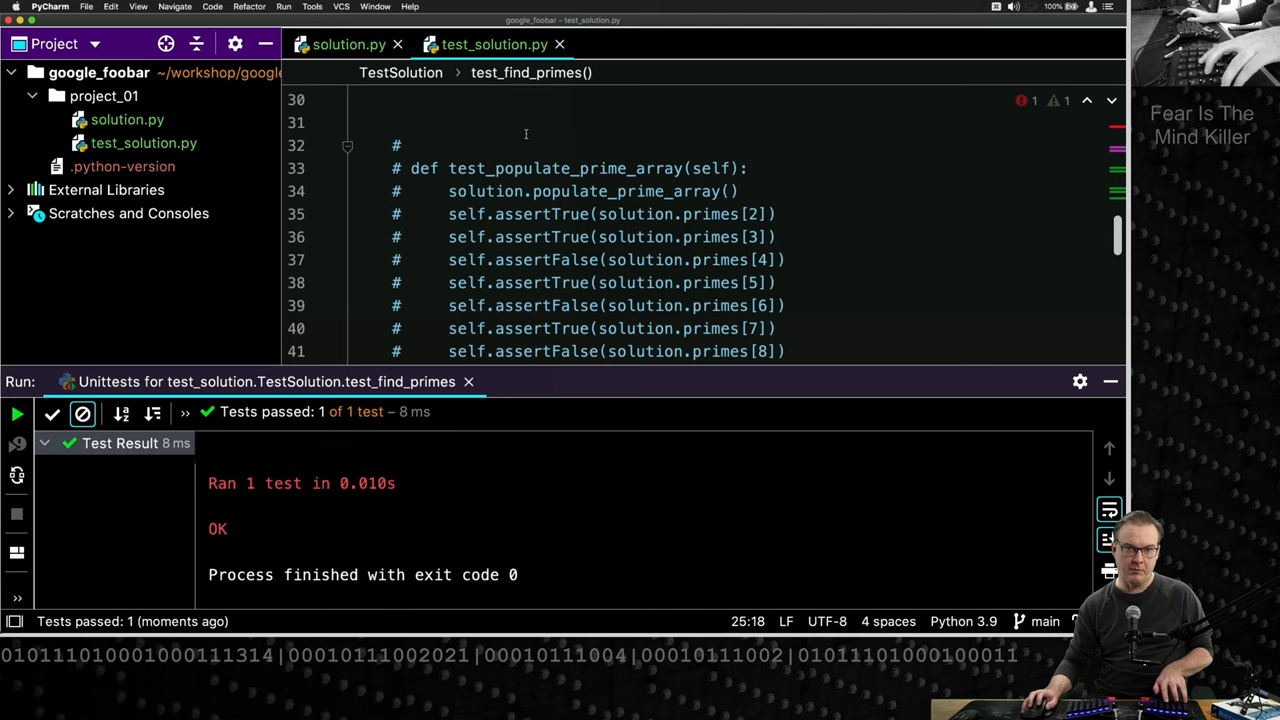 PyCharm File Edit View Navigate Code Refactor Run Tools VCS Window Help 100%
google_foobar – test_solution.py
Project
solution.py
test_solution.py
google_foobar ~/workshop/google
project_01
solution.py
test_solution.py
.python-version
External Libraries
Scratches and Consoles
TestSolution > test_find_primes()
1 1
30
31
32 #
33 # def test_populate_prime_array(self):
34 # solution.populate_prime_array()
35 # self.assertTrue(solution.primes[2])
36 # self.assertTrue(solution.primes[3])
37 # self.assertFalse(solution.primes[4])
38 # self.assertTrue(solution.primes[5])
39 # self.assertFalse(solution.primes[6])
40 # self.assertTrue(solution.primes[7])
41 # self.assertFalse(solution.primes[8])
Fear Is The
Mind Killer
Run: Unittests for test_solution.TestSolution.test_find_primes
Tests passed: 1 of 1 test – 8 ms
Test Result 8 ms
Ran 1 test in 0.010s
OK
Process finished with exit code 0
Tests passed: 1 (moments ago) 25:18 LF UTF-8 4 spaces Python 3.9 main
010111010001000111314|00010111002021|00010111004|00010111002|01011101000100011